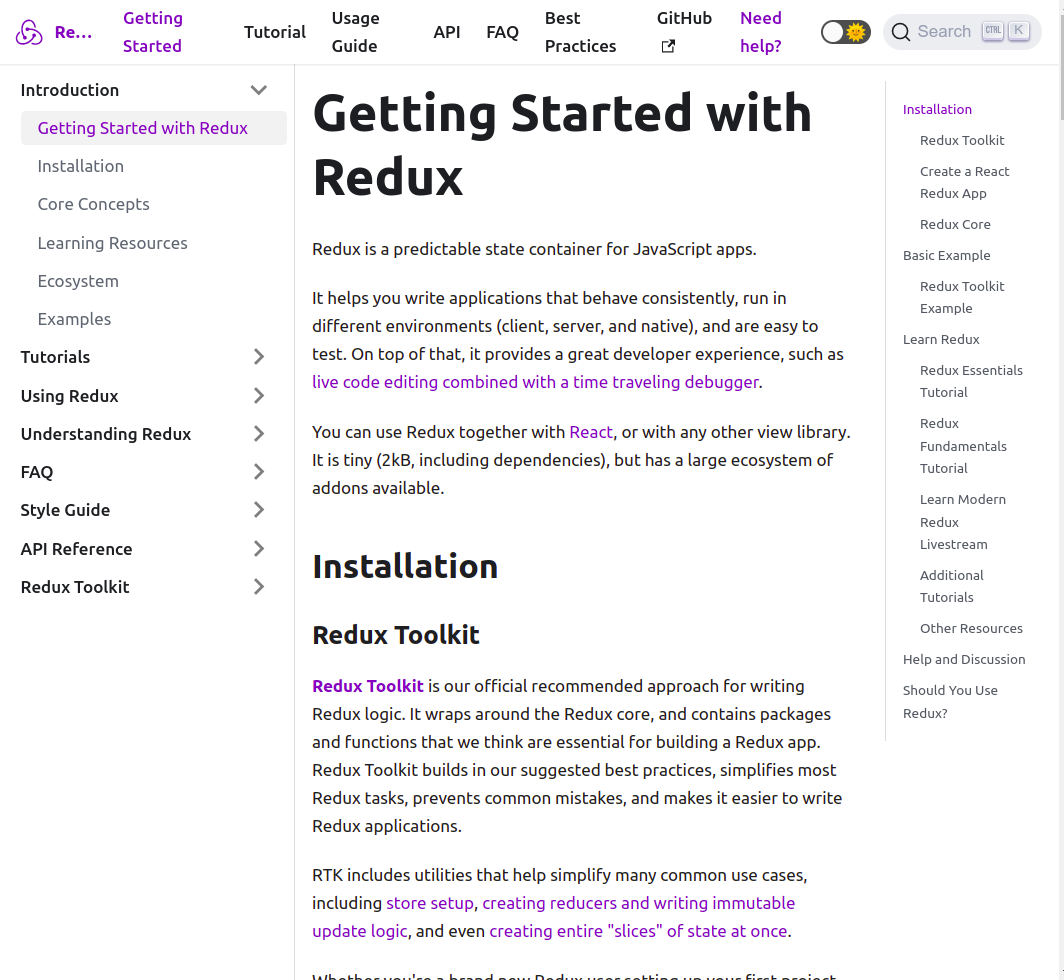 Re…
Getting
Started
Tutorial
Usage
Guide
API
FAQ
Best
Practices
GitHub
Need
help?
Search
CTRL
K
Introduction
Getting Started with Redux
Installation
Core Concepts
Learning Resources
Ecosystem
Examples
Tutorials
Using Redux
Understanding Redux
FAQ
Style Guide
API Reference
Redux Toolkit
Getting Started with
Redux
Redux is a predictable state container for JavaScript apps.
It helps you write applications that behave consistently, run in
different environments (client, server, and native), and are easy to
test. On top of that, it provides a great developer experience, such as
live code editing combined with a time traveling debugger.
You can use Redux together with React, or with any other view library.
It is tiny (2kB, including dependencies), but has a large ecosystem of
addons available.
Installation
Redux Toolkit
Redux Toolkit is our official recommended approach for writing
Redux logic. It wraps around the Redux core, and contains packages
and functions that we think are essential for building a Redux app.
Redux Toolkit builds in our suggested best practices, simplifies most
Redux tasks, prevents common mistakes, and makes it easier to write
Redux applications.
RTK includes utilities that help simplify many common use cases,
including store setup, creating reducers and writing immutable
update logic, and even creating entire "slices" of state at once.
Whether you're a brand new Redux user setting up your first project,
Installation
Redux Toolkit
Create a React
Redux App
Redux Core
Basic Example
Redux Toolkit
Example
Learn Redux
Redux Essentials
Tutorial
Redux
Fundamentals
Tutorial
Learn Modern
Redux
Livestream
Additional
Tutorials
Other Resources
Help and Discussion
Should You Use
Redux?